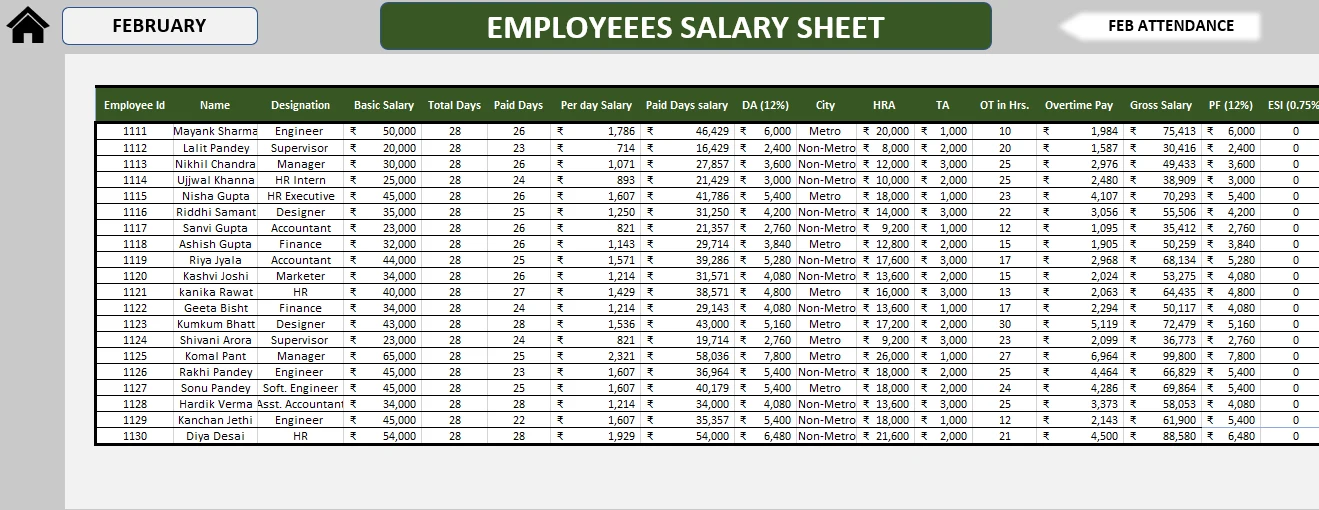 FEBRUARY
EMPLOYEEES SALARY SHEET
FEB ATTENDANCE
Employee Id Name Designation Basic Salary Total Days Paid Days Per day Salary Paid Days salary DA (12%) City HRA TA OT in Hrs. Overtime Pay Gross Salary PF (12%) ESI (0.75%
1111 Mayank Sharma Engineer ₹ 50,000 28 26 ₹ 1,786 ₹ 46,429 ₹ 6,000 Metro ₹ 20,000 ₹ 1,000 10 ₹ 1,984 ₹ 75,413 ₹ 6,000 0
1112 Lalit Pandey Supervisor ₹ 20,000 28 23 ₹ 714 ₹ 16,429 ₹ 2,400 Non-Metro ₹ 8,000 ₹ 2,000 20 ₹ 1,587 ₹ 30,416 ₹ 2,400 0
1113 Nikhil Chandra Manager ₹ 30,000 28 26 ₹ 1,071 ₹ 27,857 ₹ 3,600 Non-Metro ₹ 12,000 ₹ 3,000 25 ₹ 2,976 ₹ 49,433 ₹ 3,600 0
1114 Ujjwal Khanna HR Intern ₹ 25,000 28 24 ₹ 893 ₹ 21,429 ₹ 3,000 Non-Metro ₹ 10,000 ₹ 2,000 25 ₹ 2,480 ₹ 38,909 ₹ 3,000 0
1115 Nisha Gupta HR Executive ₹ 45,000 28 26 ₹ 1,607 ₹ 41,786 ₹ 5,400 Metro ₹ 18,000 ₹ 1,000 23 ₹ 4,107 ₹ 70,293 ₹ 5,400 0
1116 Riddhi Samant Designer ₹ 35,000 28 25 ₹ 1,250 ₹ 31,250 ₹ 4,200 Non-Metro ₹ 14,000 ₹ 3,000 22 ₹ 3,056 ₹ 55,506 ₹ 4,200 0
1117 Sanvi Gupta Accountant ₹ 23,000 28 26 ₹ 821 ₹ 21,357 ₹ 2,760 Non-Metro ₹ 9,200 ₹ 1,000 12 ₹ 1,095 ₹ 35,412 ₹ 2,760 0
1118 Ashish Gupta Finance ₹ 32,000 28 26 ₹ 1,143 ₹ 29,714 ₹ 3,840 Metro ₹ 12,800 ₹ 2,000 15 ₹ 1,905 ₹ 50,259 ₹ 3,840 0
1119 Riya Jyala Accountant ₹ 44,000 28 25 ₹ 1,571 ₹ 39,286 ₹ 5,280 Non-Metro ₹ 17,600 ₹ 3,000 17 ₹ 2,968 ₹ 68,134 ₹ 5,280 0
1120 Kashvi Joshi Marketer ₹ 34,000 28 26 ₹ 1,214 ₹ 31,571 ₹ 4,080 Non-Metro ₹ 13,600 ₹ 2,000 15 ₹ 2,024 ₹ 53,275 ₹ 4,080 0
1121 kanika Rawat HR ₹ 40,000 28 27 ₹ 1,429 ₹ 38,571 ₹ 4,800 Metro ₹ 16,000 ₹ 3,000 13 ₹ 2,063 ₹ 64,435 ₹ 4,800 0
1122 Geeta Bisht Finance ₹ 34,000 28 24 ₹ 1,214 ₹ 29,143 ₹ 4,080 Non-Metro ₹ 13,600 ₹ 1,000 17 ₹ 2,294 ₹ 50,117 ₹ 4,080 0
1123 Kumkum Bhatt Designer ₹ 43,000 28 28 ₹ 1,536 ₹ 43,000 ₹ 5,160 Metro ₹ 17,200 ₹ 2,000 30 ₹ 5,119 ₹ 72,479 ₹ 5,160 0
1124 Shivani Arora Supervisor ₹ 23,000 28 24 ₹ 821 ₹ 19,714 ₹ 2,760 Metro ₹ 9,200 ₹ 3,000 23 ₹ 2,099 ₹ 36,773 ₹ 2,760 0
1125 Komal Pant Manager ₹ 65,000 28 25 ₹ 2,321 ₹ 58,036 ₹ 7,800 Metro ₹ 26,000 ₹ 1,000 27 ₹ 6,964 ₹ 99,800 ₹ 7,800 0
1126 Rakhi Pandey Engineer ₹ 45,000 28 23 ₹ 1,607 ₹ 36,964 ₹ 5,400 Non-Metro ₹ 18,000 ₹ 2,000 25 ₹ 4,464 ₹ 66,829 ₹ 5,400 0
1127 Sonu Pandey Soft. Engineer ₹ 45,000 28 25 ₹ 1,607 ₹ 40,179 ₹ 5,400 Metro ₹ 18,000 ₹ 2,000 24 ₹ 4,286 ₹ 69,864 ₹ 5,400 0
1128 Hardik Verma Asst. Accountant ₹ 34,000 28 28 ₹ 1,214 ₹ 34,000 ₹ 4,080 Non-Metro ₹ 13,600 ₹ 3,000 25 ₹ 3,373 ₹ 58,053 ₹ 4,080 0
1129 Kanchan Jethi Engineer ₹ 45,000 28 22 ₹ 1,607 ₹ 35,357 ₹ 5,400 Non-Metro ₹ 18,000 ₹ 1,000 12 ₹ 2,143 ₹ 61,900 ₹ 5,400 0
1130 Diya Desai HR ₹ 54,000 28 28 ₹ 1,929 ₹ 54,000 ₹ 6,480 Non-Metro ₹ 21,600 ₹ 2,000 21 ₹ 4,500 ₹ 88,580 ₹ 6,480 0